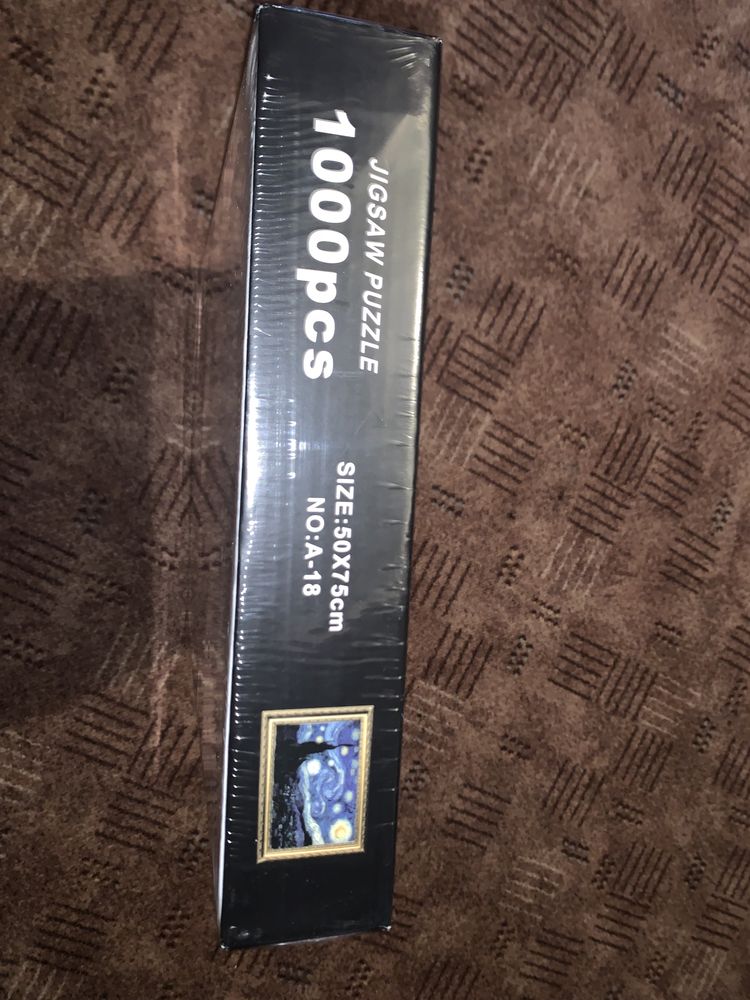 JIGSAW PUZZLE
1000pcs
SIZE:50X75cm
NO:A-18